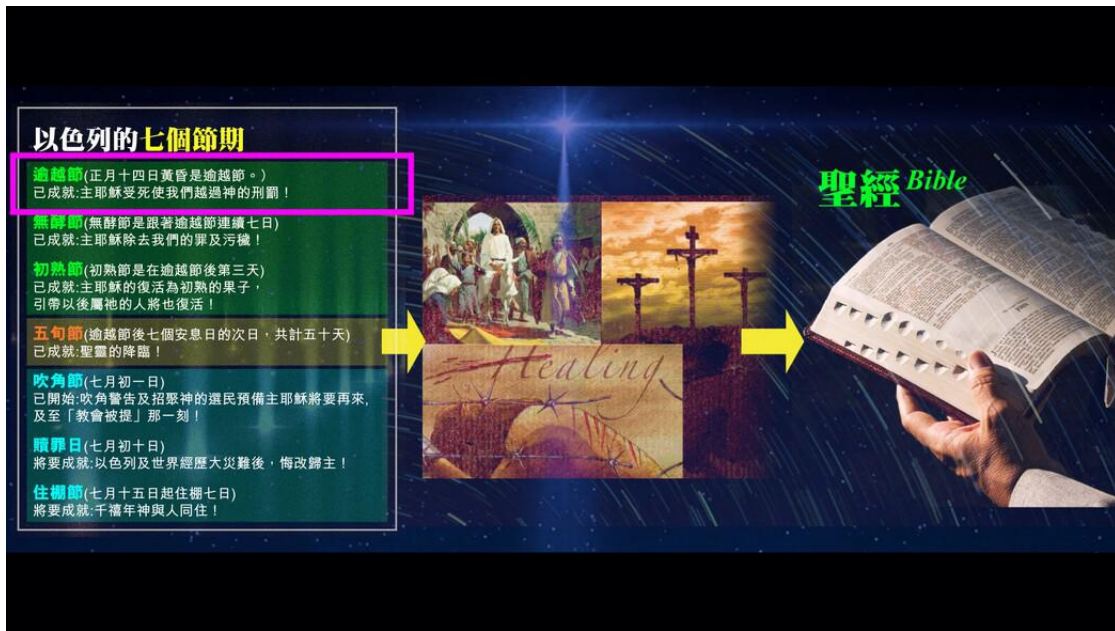 以色列的七個節期
逾越節(正月十四日黃昏是逾越節。)
已成就:主耶穌受死使我們越過神的刑罰！
無酵節(無酵節是跟著逾越節連續七日)
已成就:主耶穌除去我們的罪及污穢！
初熟節(初熟節是在逾越節後第三天)
已成就:主耶穌的復活為初熟的果子，
引帶以後屬祂的人將也復活！
五旬節(逾越節後七個安息日的次日，共計五十天)
已成就:聖靈的降臨！
吹角節(七月初一日)
已開始:吹角警告及招聚神的選民預備主耶穌將要再來,
及至「教會被提」那一刻！
贖罪日(七月初十日)
將要成就:以色列及世界經歷大災難後，悔改歸主！
住棚節(七月十五日起住棚七日)
將要成就:千禧年神與人同住！
Healing
聖經 Bible